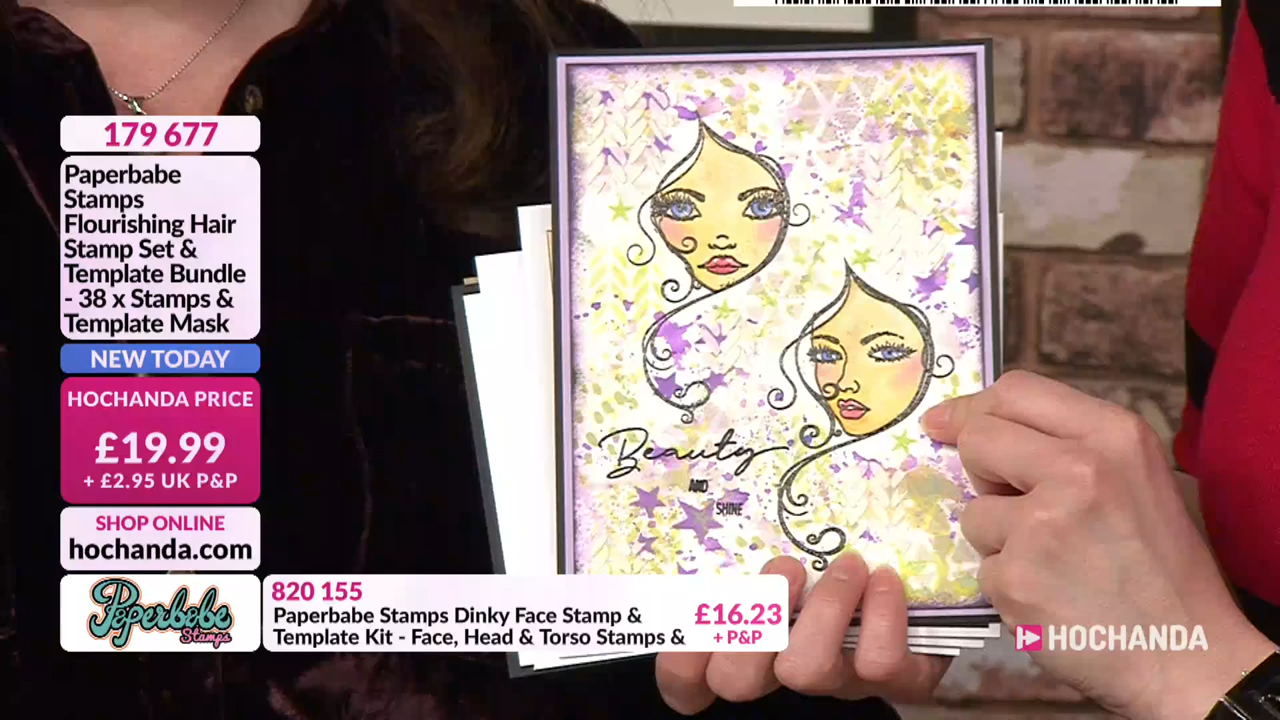 179 677
Paperbabe
Stamps
Flourishing Hair
Stamp Set &
Template Bundle
- 38 x Stamps &
Template Mask
NEW TODAY
HOCHANDA PRICE
£19.99
+ £2.95 UK P&P
SHOP ONLINE
hochanda.com
Paperbabe
Stamps
820 155
Paperbabe Stamps Dinky Face Stamp &
Template Kit - Face, Head & Torso Stamps &
£16.23
+ P&P
Beauty
AND
SHINE
HOCHANDA